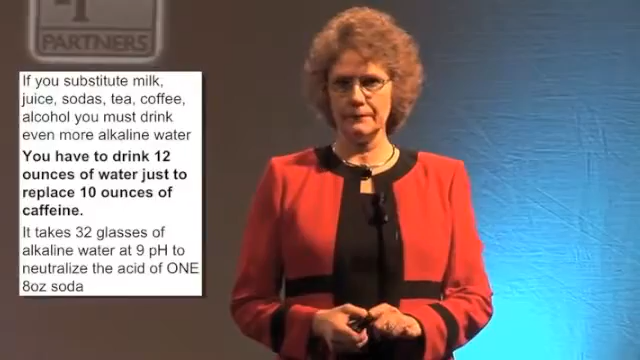 PARTNERS
If you substitute milk,
juice, sodas, tea, coffee,
alcohol you must drink
even more alkaline water
You have to drink 12
ounces of water just to
replace 10 ounces of
caffeine.
It takes 32 glasses of
alkaline water at 9 pH to
neutralize the acid of ONE
8oz soda